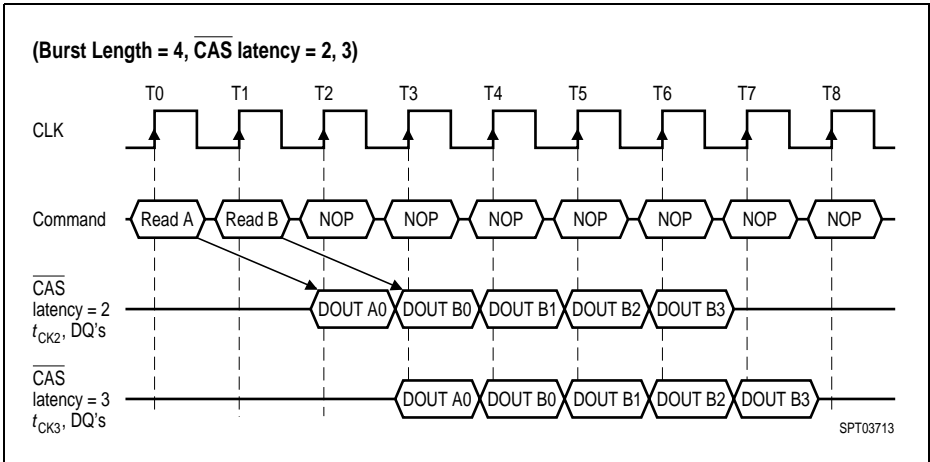 (Burst Length = 4, CAS latency = 2, 3)
T0 T1 T2 T3 T4 T5 T6 T7 T8
CLK
Command Read A Read B NOP NOP NOP NOP NOP NOP NOP
CAS
latency = 2 DOUT A0 DOUT B0 DOUT B1 DOUT B2 DOUT B3
tCK2, DQ's
CAS
latency = 3 DOUT A0 DOUT B0 DOUT B1 DOUT B2 DOUT B3
tCK3, DQ's
SPT03713